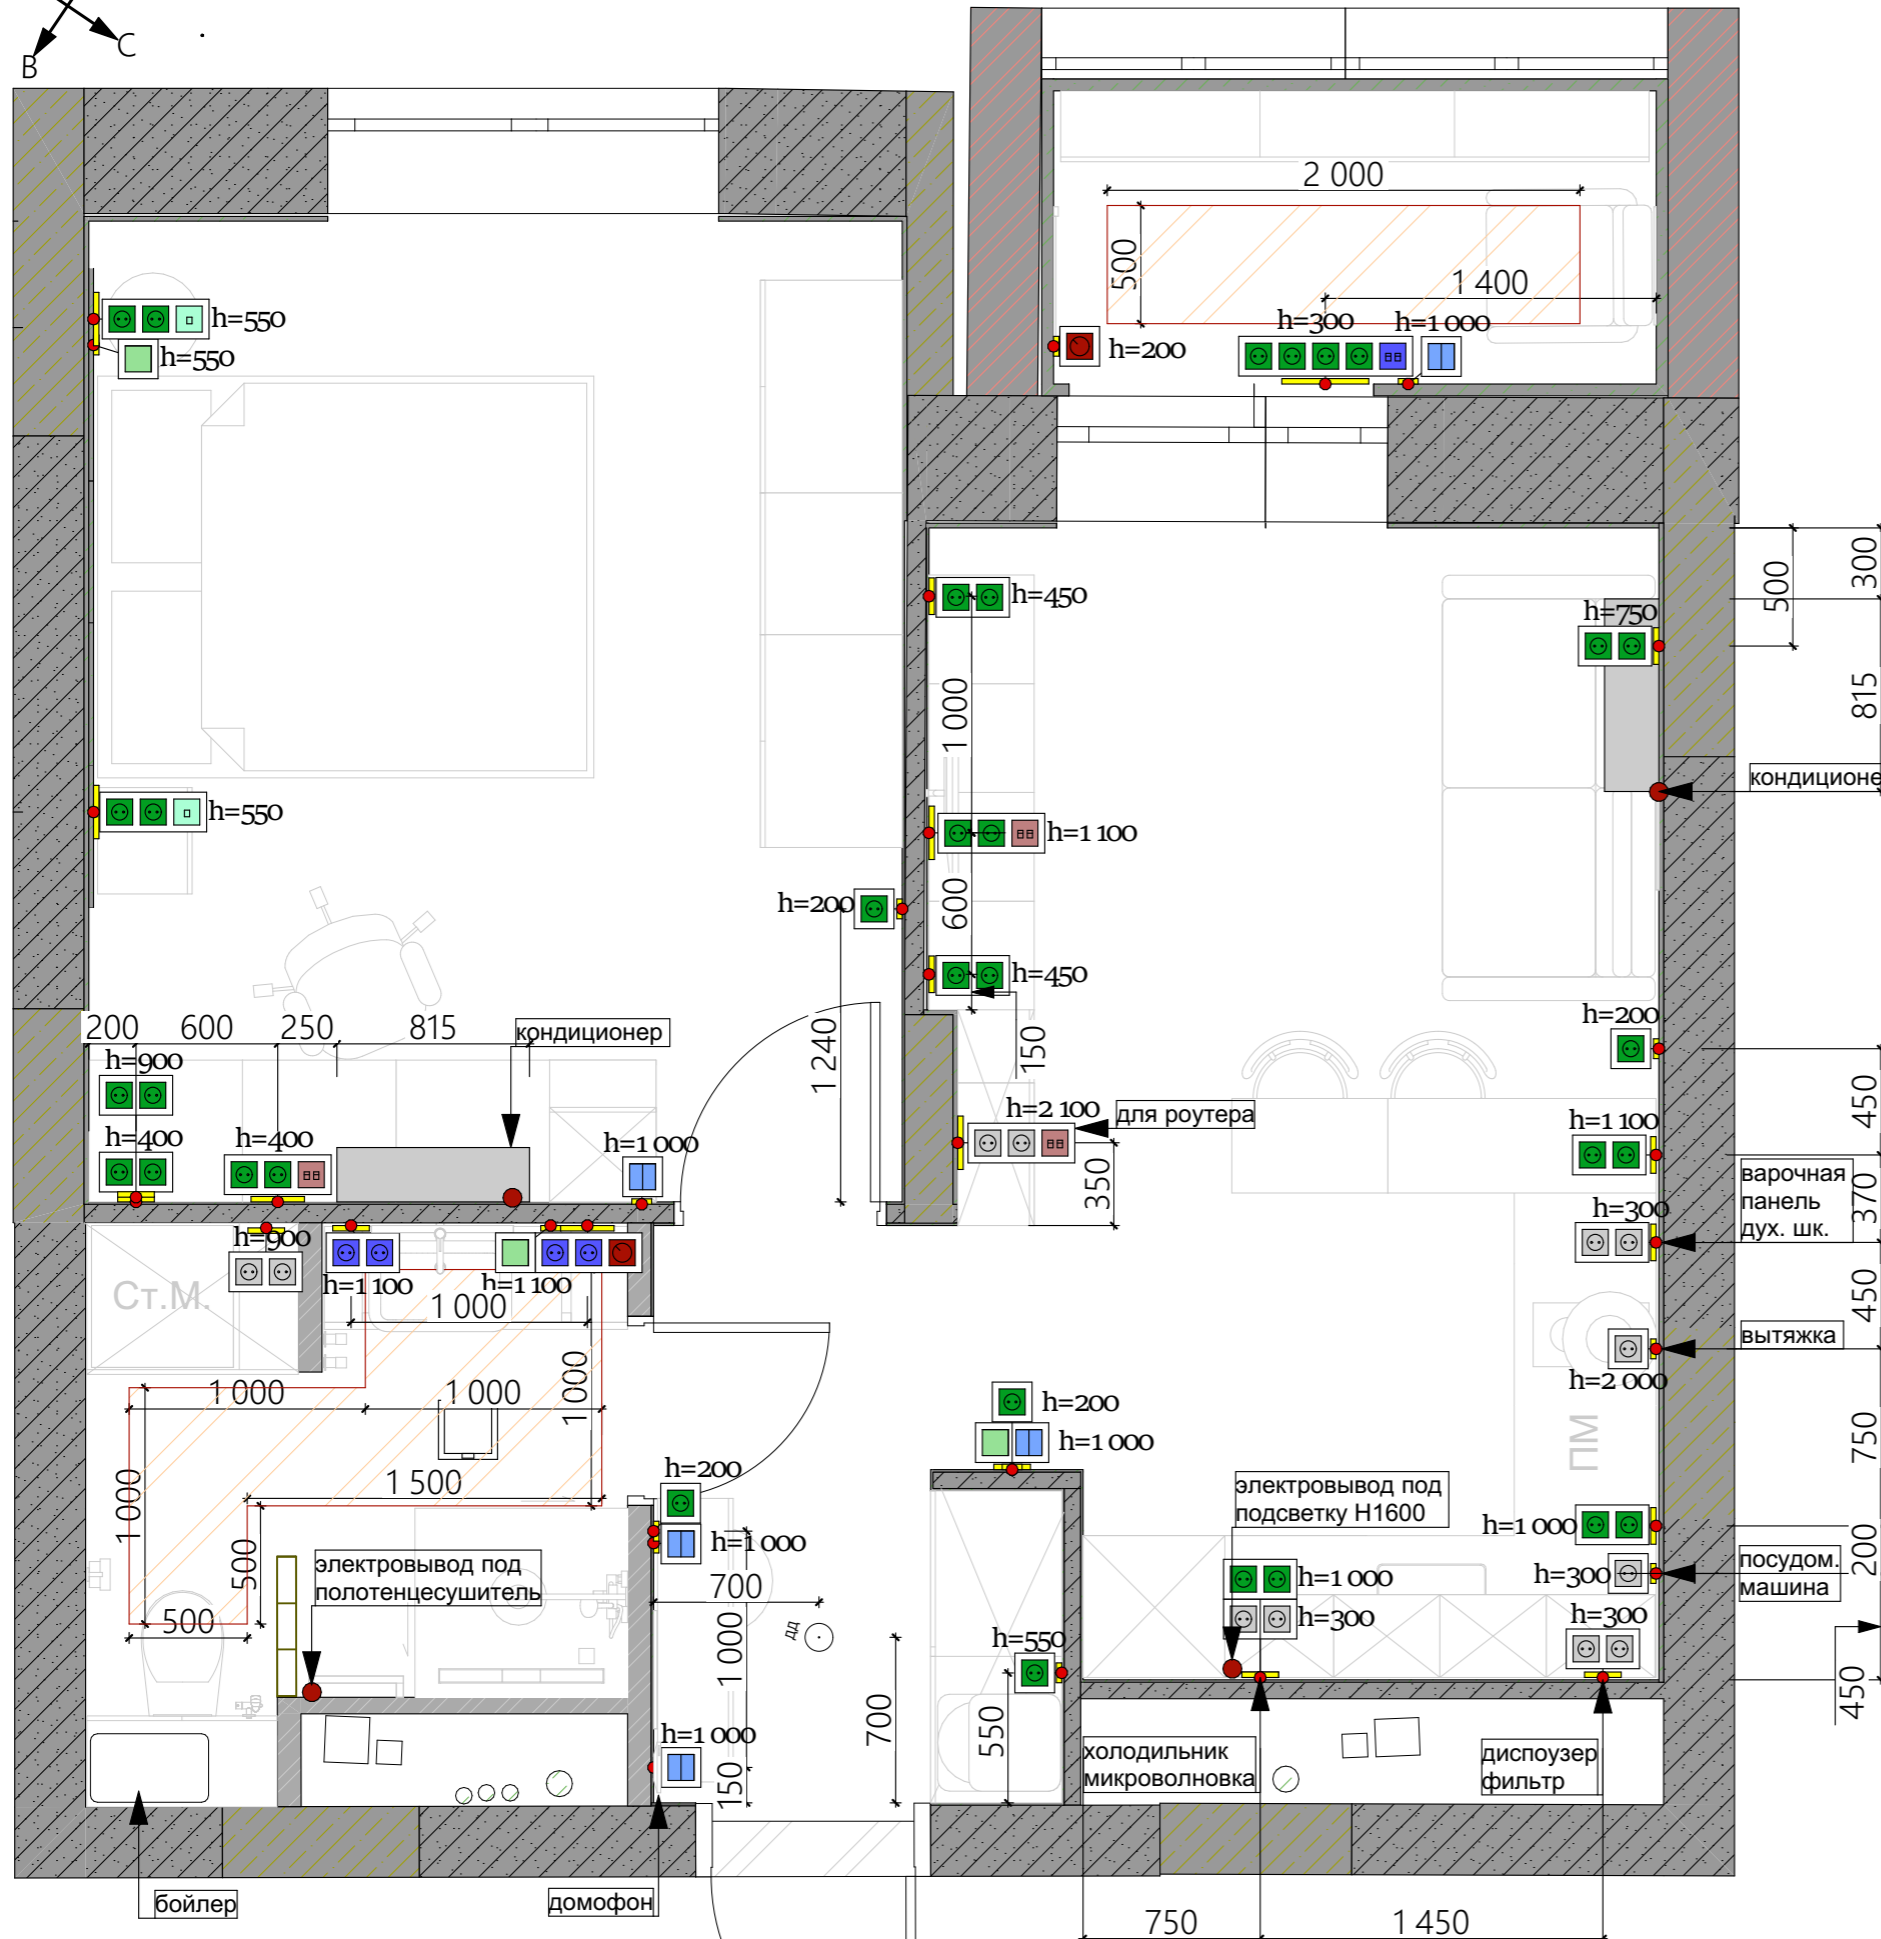 C
B
2 000
500
1 400
h=300
h=1 000
h=200
h=550
h=550
500
300
h=450
h=750
1 000
815
кондиционе
h=550
h=1 100
h=200
600
h=450
200
600
250
815
кондиционер
1 240
150
h=200
h=900
450
h=400
h=400
h=1 000
h=2 100
для роутера
h=1 100
350
варочная
панель
дух. шк.
370
h=900
h=300
Ст.М.
h=1 100
h=1 100
1 000
450
вытяжка
h=2 000
1 000
1 000
1 000
h=200
h=1 000
ПМ
750
1 500
1 000
h=200
электровывод под
подсветку H1600
h=1 000
h=1 000
500
электровывод под
полотенцесушитель
700
h=1 000
h=300
посудом.
машина
200
500
h=300
h=300
дд
1 000
h=550
450
700
550
h=1 000
150
холодильник
микроволновка
диспоузер
фильтр
бойлер
домофон
750
1 450